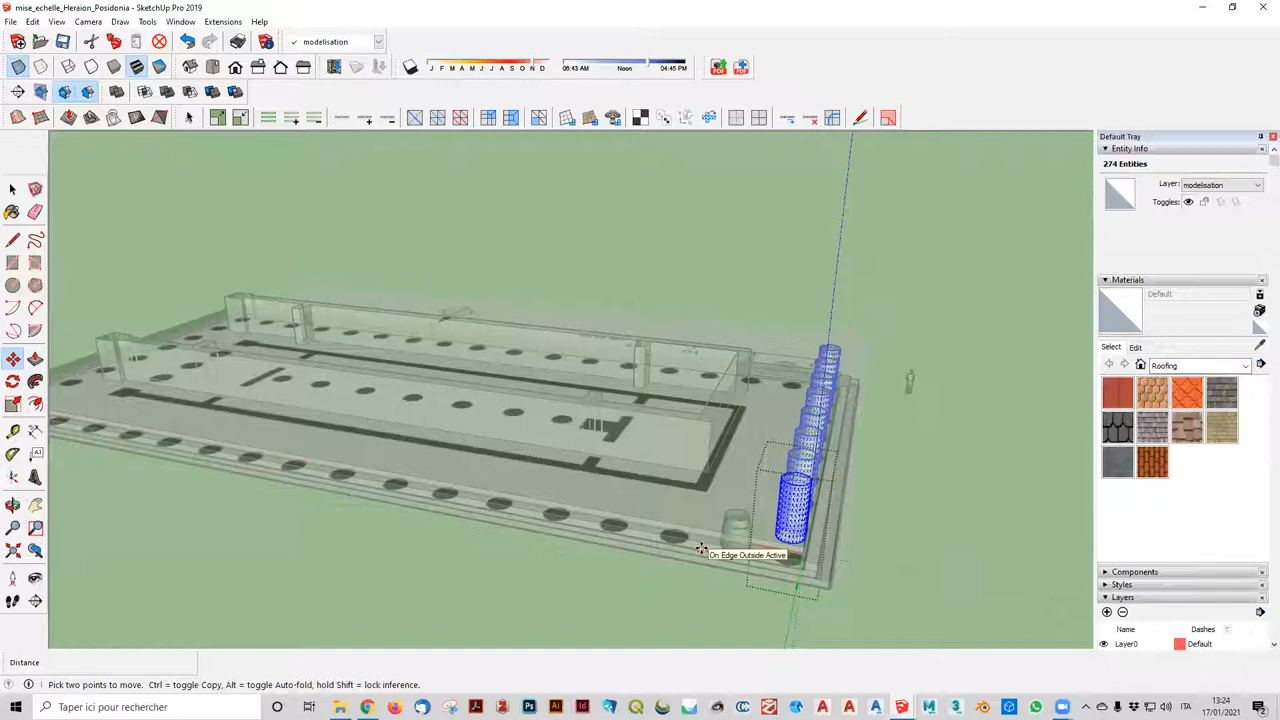 mise_echelle_Heraion_Posidonia - SketchUp Pro 2019
File Edit View Camera Draw Tools Window Extensions Help
modelisation
J F M A M J J A S O N D
06:43 AM Noon 04:45 PM
Default Tray
Entity Info
274 Entities
Layer: modelisation
Toggles:
Materials
Default
Select Edit
Roofing
On Edge Outside Active
Components
Styles
Layers
Name Dashes
Layer0 Default
Distance
Pick two points to move. Ctrl = toggle Copy, Alt = toggle Auto-fold, hold Shift = lock inference.
Taper ici pour rechercher
ITA
13:24
17/01/2021